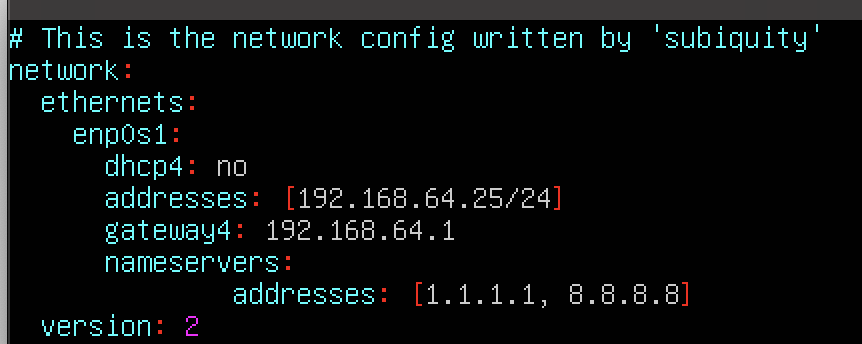 # This is the network config written by 'subiquity'
network:
  ethernets:
    enp0s1:
      dhcp4: no
      addresses: [192.168.64.25/24]
      gateway4: 192.168.64.1
      nameservers:
              addresses: [1.1.1.1, 8.8.8.8]
  version: 2